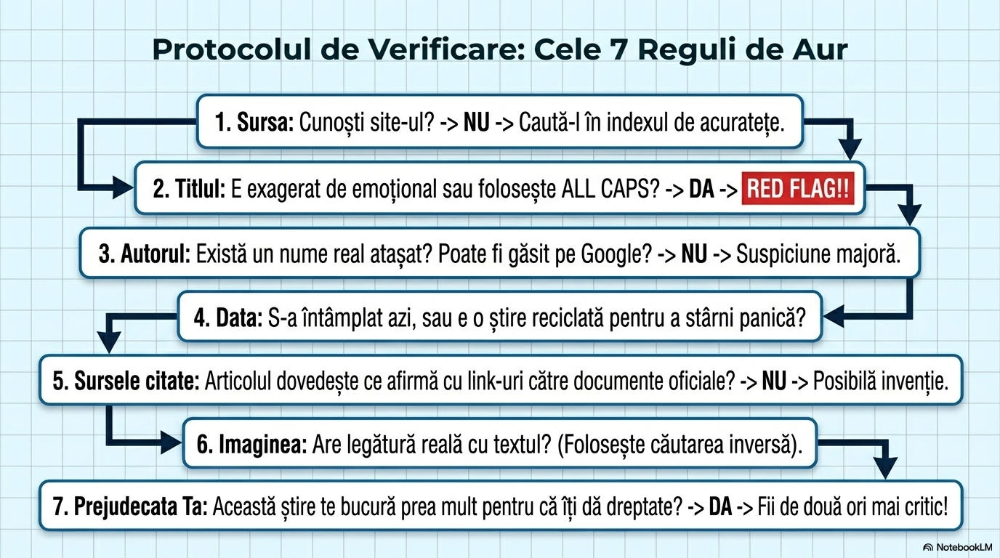 Protocolul de Verificare: Cele 7 Reguli de Aur
1. Sursa: Cunoști site-ul? -> NU -> Caută-l în indexul de acuratețe.
2. Titlul: E exagerat de emoțional sau folosește ALL CAPS? -> DA -> RED FLAG!!
3. Autorul: Există un nume real atașat? Poate fi găsit pe Google? -> NU -> Suspiciune majoră.
4. Data: S-a întâmplat azi, sau e o știre reciclată pentru a stârni panică?
5. Sursele citate: Articolul dovedește ce afirmă cu link-uri către documente oficiale? -> NU -> Posibilă invenție.
6. Imaginea: Are legătură reală cu textul? (Folosește căutarea inversă).
7. Prejudecata Ta: Această știre te bucură prea mult pentru că îți dă dreptate? -> DA -> Fii de două ori mai critic!
NotebookLM